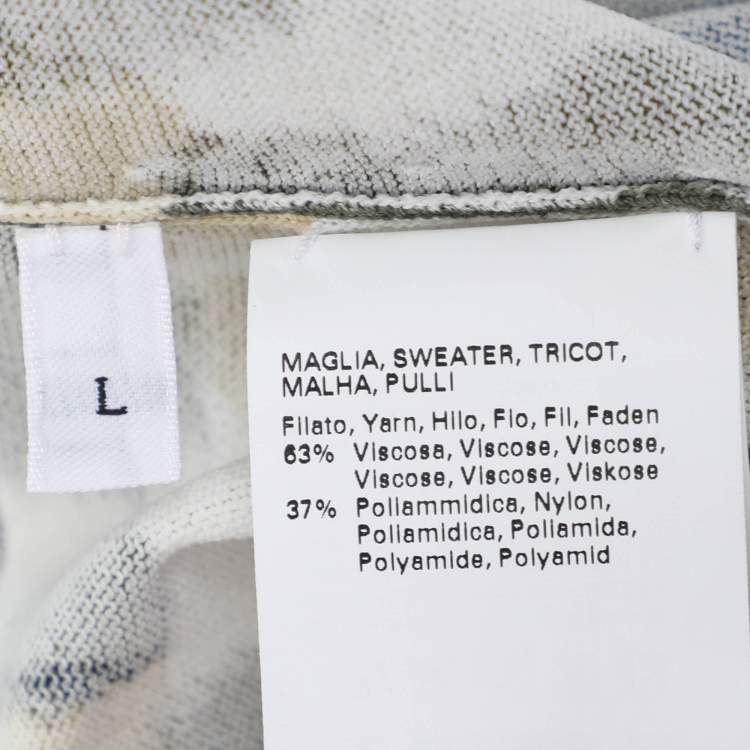 L
MAGLIA, SWEATER, TRICOT,
MALHA, PULLI
Filato, Yarn, Hilo, Fio, Fil, Faden
63% Viscosa, Viscose, Viscose,
Viscose, Viscose, Viskose
37% Poliammidica, Nylon,
Poliamidica, Poliamida,
Polyamide, Polyamid